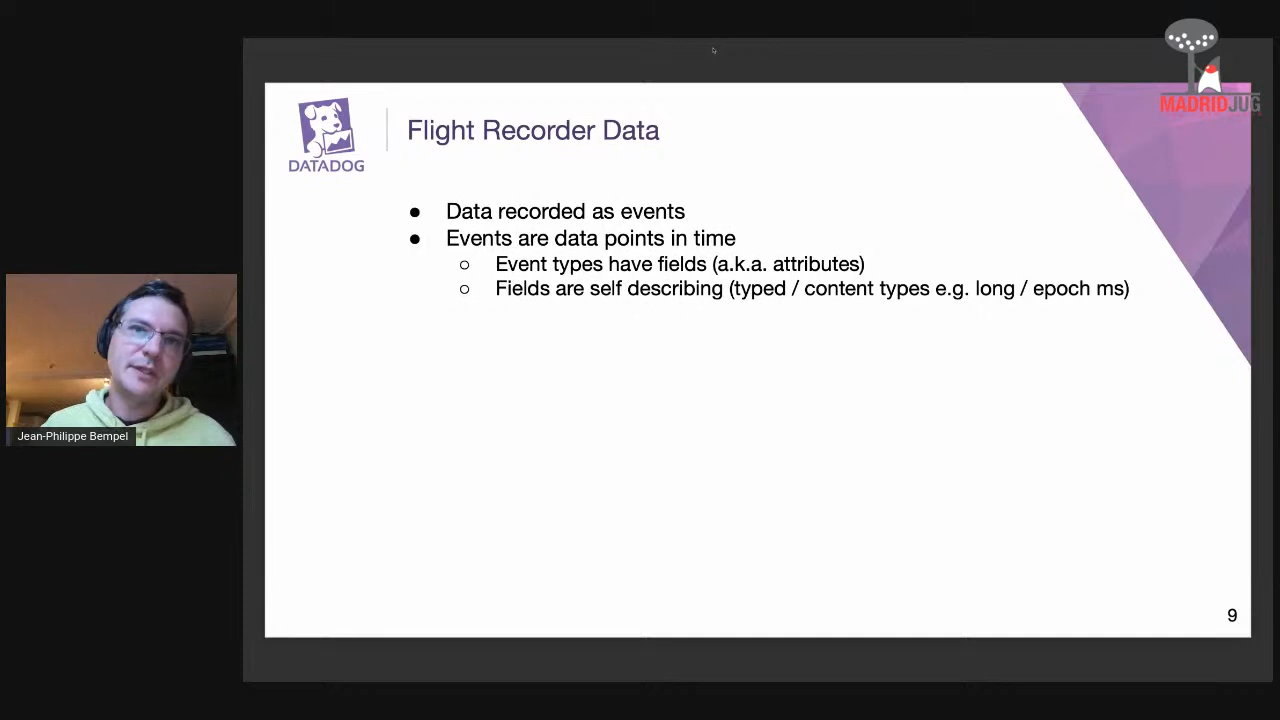 MADRIDJUG
DATADOG
Flight Recorder Data
● Data recorded as events
● Events are data points in time
○ Event types have fields (a.k.a. attributes)
○ Fields are self describing (typed / content types e.g. long / epoch ms)
Jean-Philippe Bempel
9